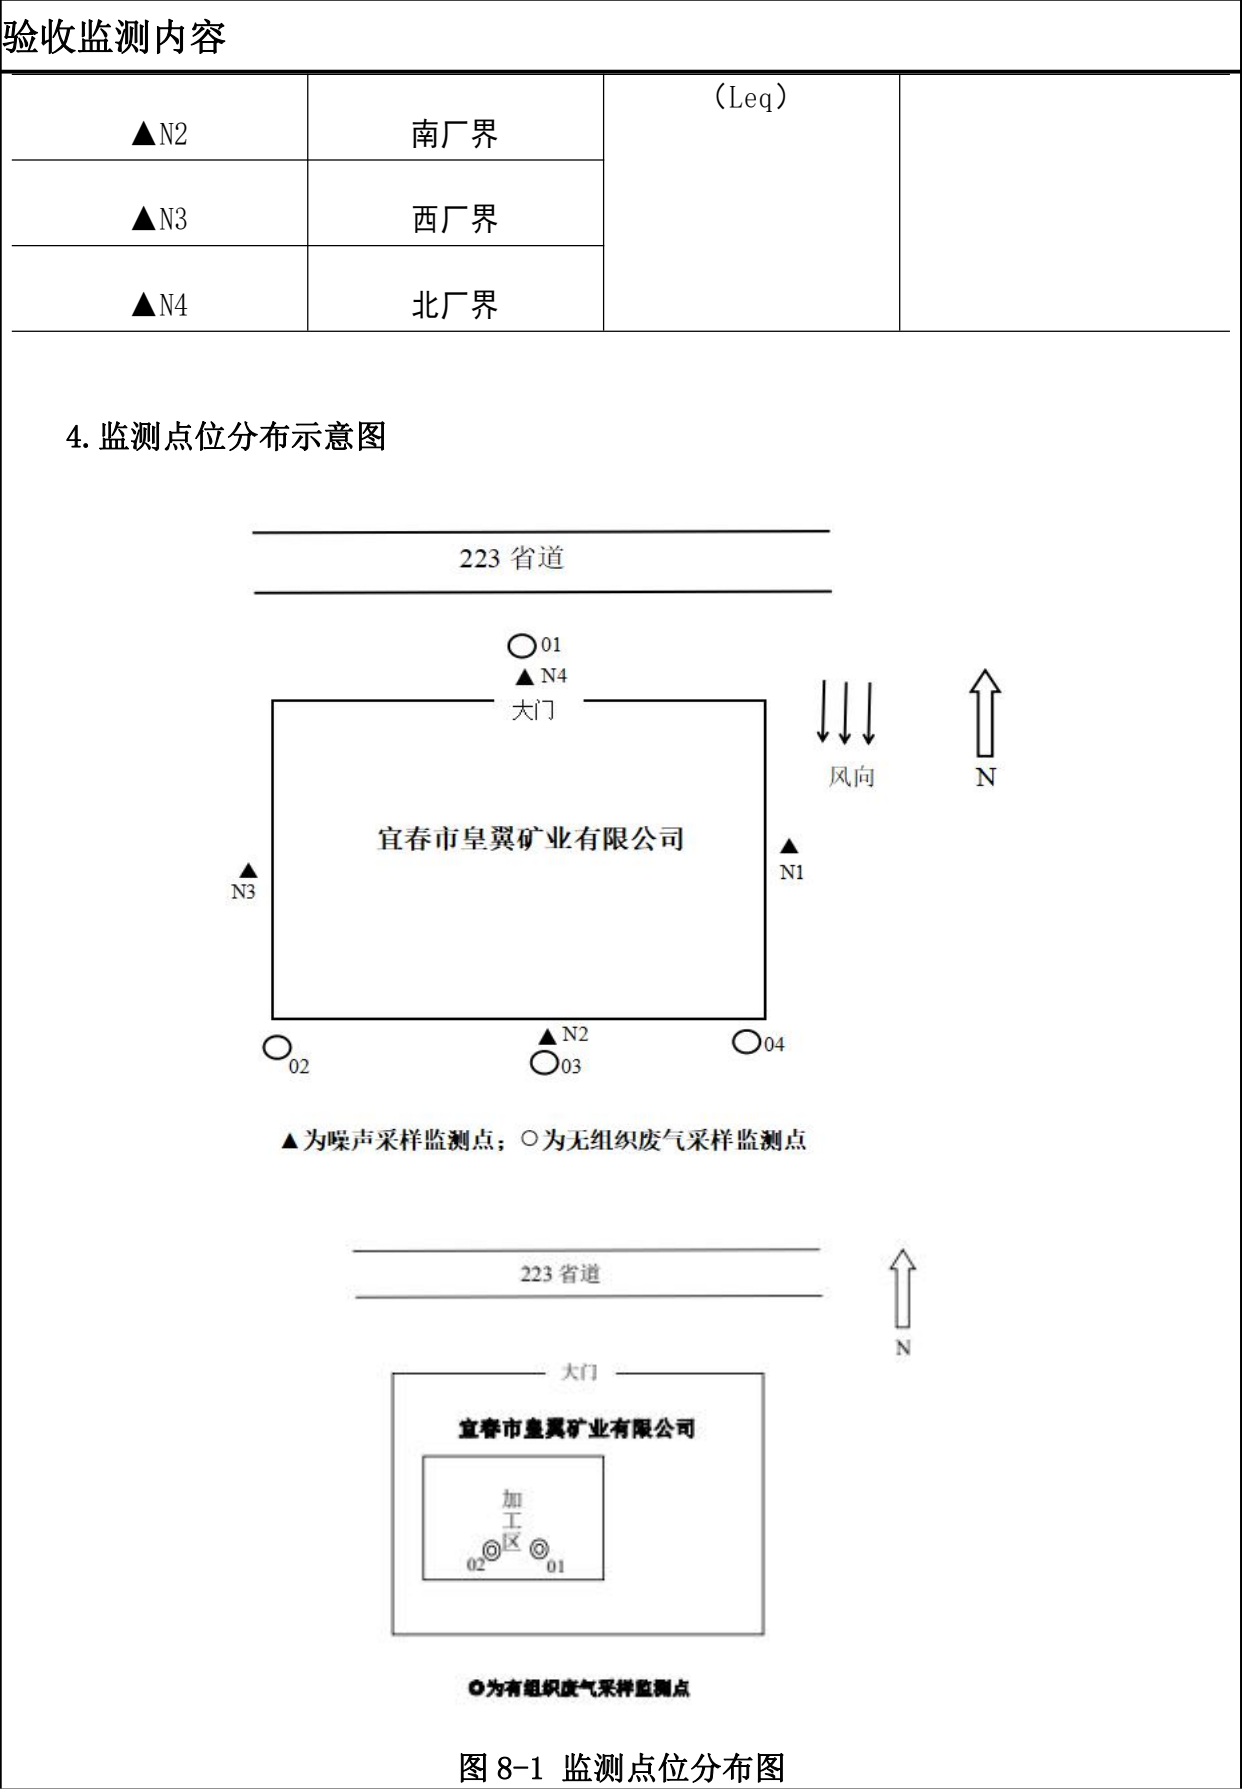 验收监测内容
(Leq)
▲N2 南厂界
▲N3 西厂界
▲N4 北厂界
4.监测点位分布示意图
223 省道
01
▲ N4
大门
风向
N
宜春市皇翼矿业有限公司
▲
N1
▲
N3
▲ N2
02
03
04
▲为噪声采样监测点；○为无组织废气采样监测点
223 省道
N
大门
宜春市皇翼矿业有限公司
加
工
区
02
01
◎为有组织废气采样监测点
图 8-1 监测点位分布图